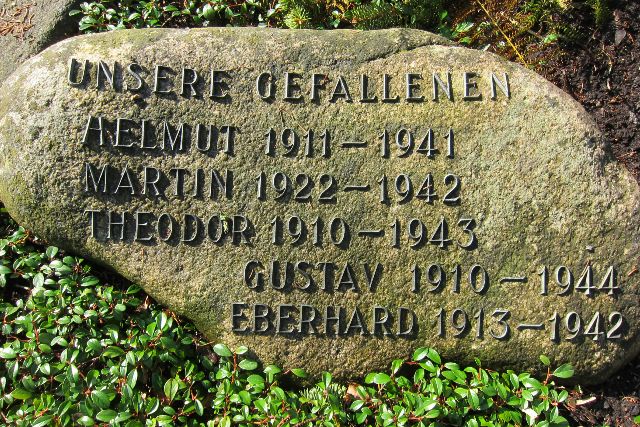 UNSERE GEFALLENEN
HELMUT 1911–1941
MARTIN 1922–1942
THEODOR 1910–1943
GUSTAV 1910–1944
EBERHARD 1913–1942